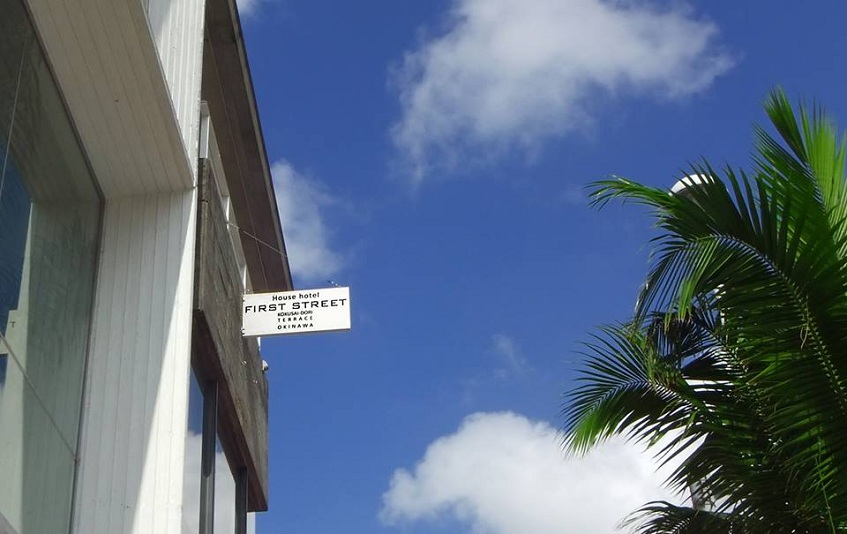 House hotel
FIRST STREET
KOKUSAI-DORI
TERRACE
OKINAWA